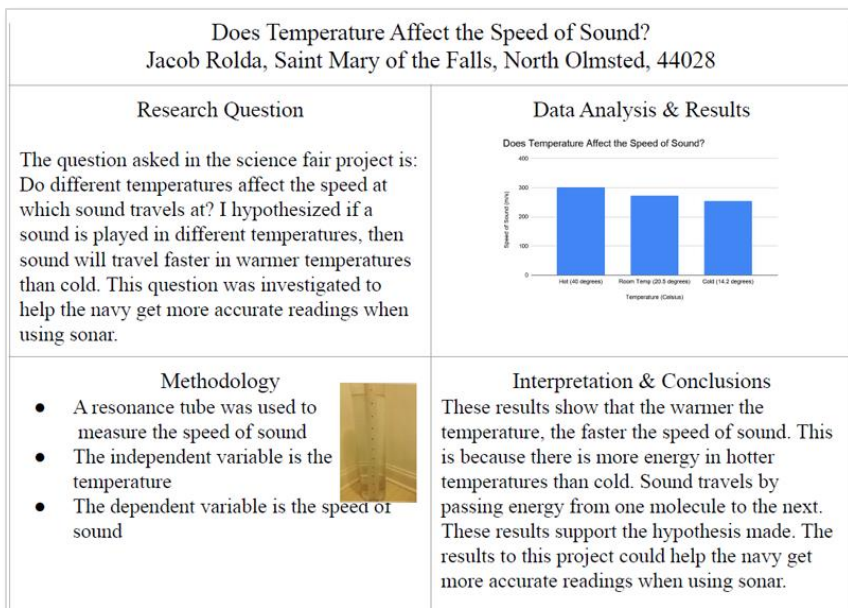 Does Temperature Affect the Speed of Sound?
Jacob Rolda, Saint Mary of the Falls, North Olmsted, 44028
Research Question
The question asked in the science fair project is:
Do different temperatures affect the speed at
which sound travels at? I hypothesized if a
sound is played in different temperatures, then
sound will travel faster in warmer temperatures
than cold. This question was investigated to
help the navy get more accurate readings when
using sonar.
Data Analysis & Results
Does Temperature Affect the Speed of Sound?
400
300
200
100
0
Speed of Sound (m/s)
Hot (40 degrees)
Room Temp (20.5 degrees)
Cold (14.2 degrees)
Temperature (Celsius)
Methodology
● A resonance tube was used to
measure the speed of sound
● The independent variable is the
temperature
● The dependent variable is the speed of
sound
Interpretation & Conclusions
These results show that the warmer the
temperature, the faster the speed of sound. This
is because there is more energy in hotter
temperatures than cold. Sound travels by
passing energy from one molecule to the next.
These results support the hypothesis made. The
results to this project could help the navy get
more accurate readings when using sonar.